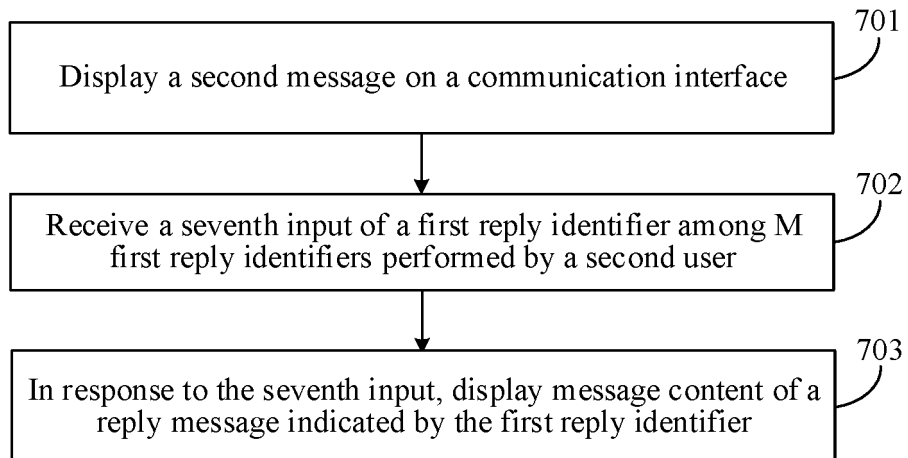 701
Display a second message on a communication interface
702
Receive a seventh input of a first reply identifier among M
first reply identifiers performed by a second user
703
In response to the seventh input, display message content of a
reply message indicated by the first reply identifier